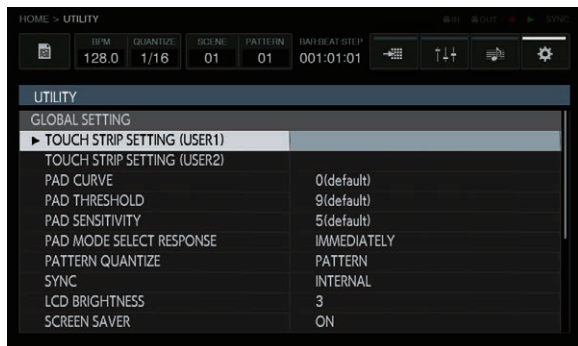 HOME > UTILITY IN OUT SYNC
BPM QUANTIZE SCENE PATTERN BAR:BEAT:STEP
128.0 1/16 01 01 001:01:01
UTILITY
GLOBAL SETTING
► TOUCH STRIP SETTING (USER1)
TOUCH STRIP SETTING (USER2)
PAD CURVE 0(default)
PAD THRESHOLD 9(default)
PAD SENSITIVITY 5(default)
PAD MODE SELECT RESPONSE IMMEDIATELY
PATTERN QUANTIZE PATTERN
SYNC INTERNAL
LCD BRIGHTNESS 3
SCREEN SAVER ON